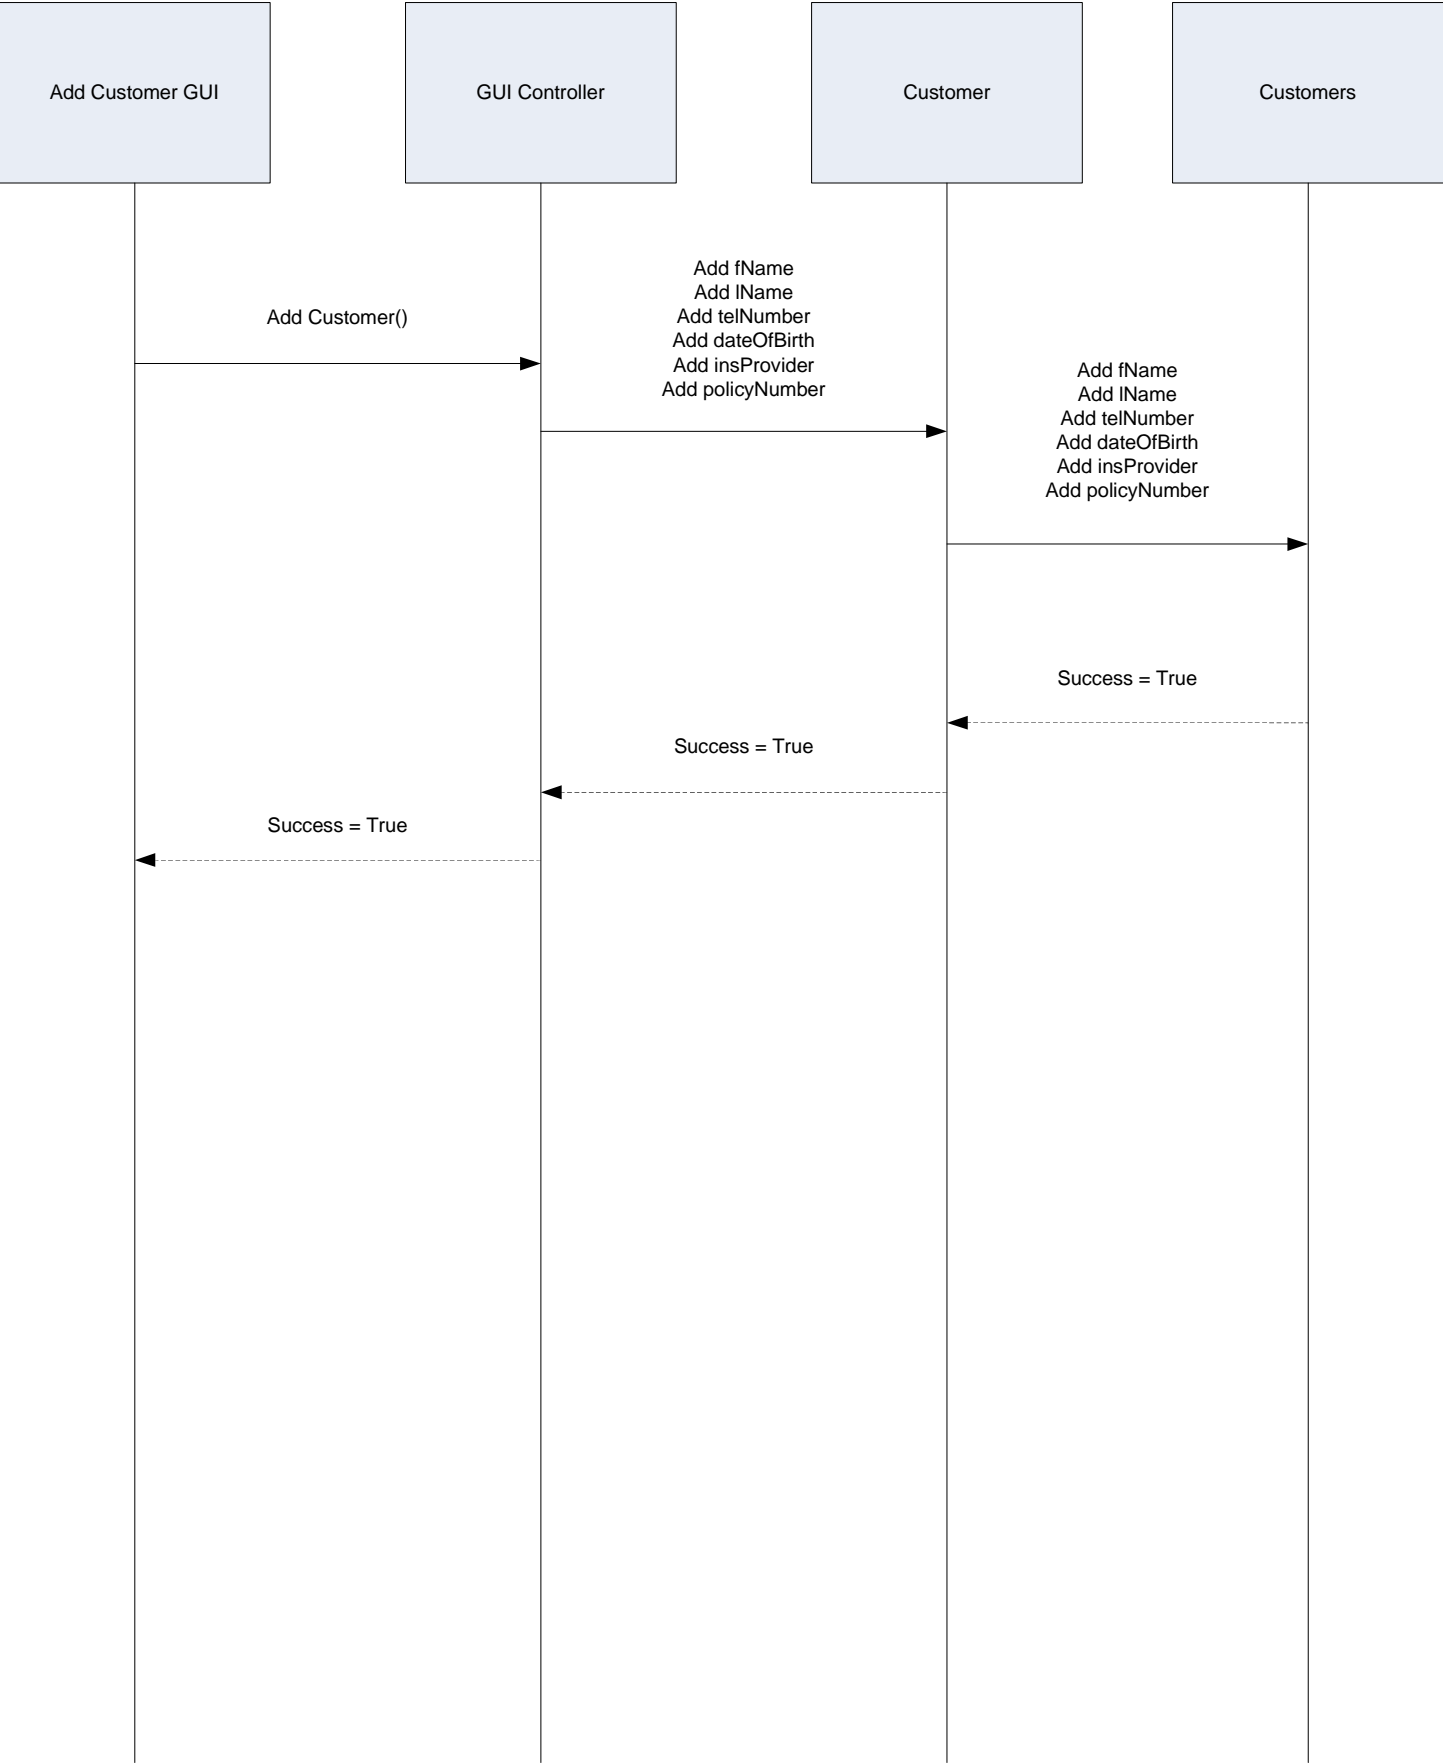 Add Customer GUI
GUI Controller
Customer
Customers
Add Customer()
Add fName
Add lName
Add telNumber
Add dateOfBirth
Add insProvider
Add policyNumber
Add fName
Add lName
Add telNumber
Add dateOfBirth
Add insProvider
Add policyNumber
Success = True
Success = True
Success = True